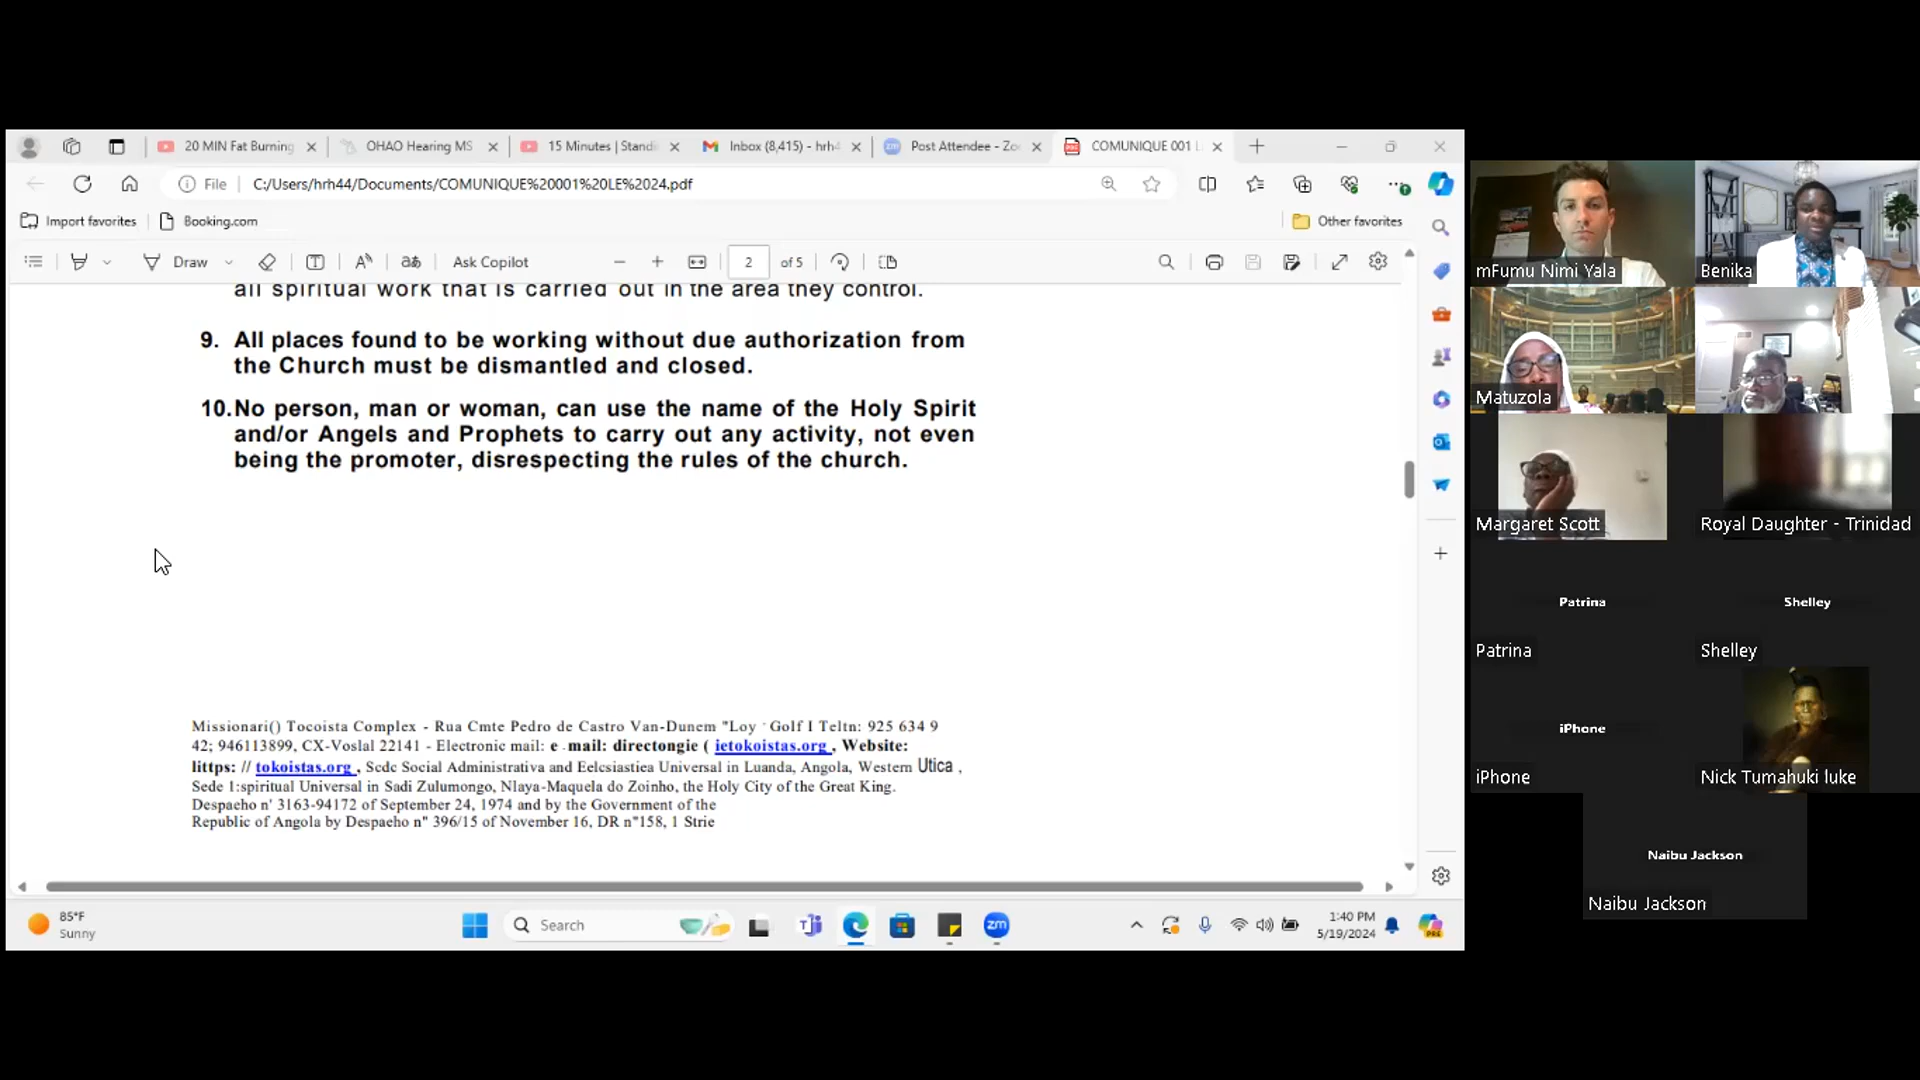 20 MIN Fat Burning
OHAO Hearing MS
15 Minutes | Stand
Inbox (8,415) - hrh4
Post Attendee - Zo
COMUNIQUE 001 L
File
C:/Users/hrh44/Documents/COMUNIQUE%20001%20LE%2024.pdf
Import favorites
Booking.com
Other favorites
Draw
Ask Copilot
2
of 5
all spiritual work that is carried out in the area they control.
9. All places found to be working without due authorization from
the Church must be dismantled and closed.
10. No person, man or woman, can use the name of the Holy Spirit
and/or Angels and Prophets to carry out any activity, not even
being the promoter, disrespecting the rules of the church.
Missionari() Tocoista Complex - Rua Cmte Pedro de Castro Van-Dunem "Loy - Golf I Teltn: 925 634 9
42; 946113899, CX-Voslal 22141 - Electronic mail: e - mail: directongie ( ietokoistas.org , Website:
littps: // tokoistas.org , Scdc Social Administrativa and Eelcsiastiea Universal in Luanda, Angola, Western Utica ,
Sede 1:spiritual Universal in Sadi Zulumongo, Nlaya-Maquela do Zoinho, the Holy City of the Great King.
Despaeho n' 3163-94172 of September 24, 1974 and by the Government of the
Republic of Angola by Despaeho n" 396/15 of November 16, DR n"158, 1 Strie
85°F
Sunny
Search
1:40 PM
5/19/2024
mFumu Nimi Yala
Benika
Matuzola
Margaret Scott
Royal Daughter - Trinidad
Patrina
Patrina
Shelley
Shelley
iPhone
iPhone
Nick Tumahuki luke
Naibu Jackson
Naibu Jackson